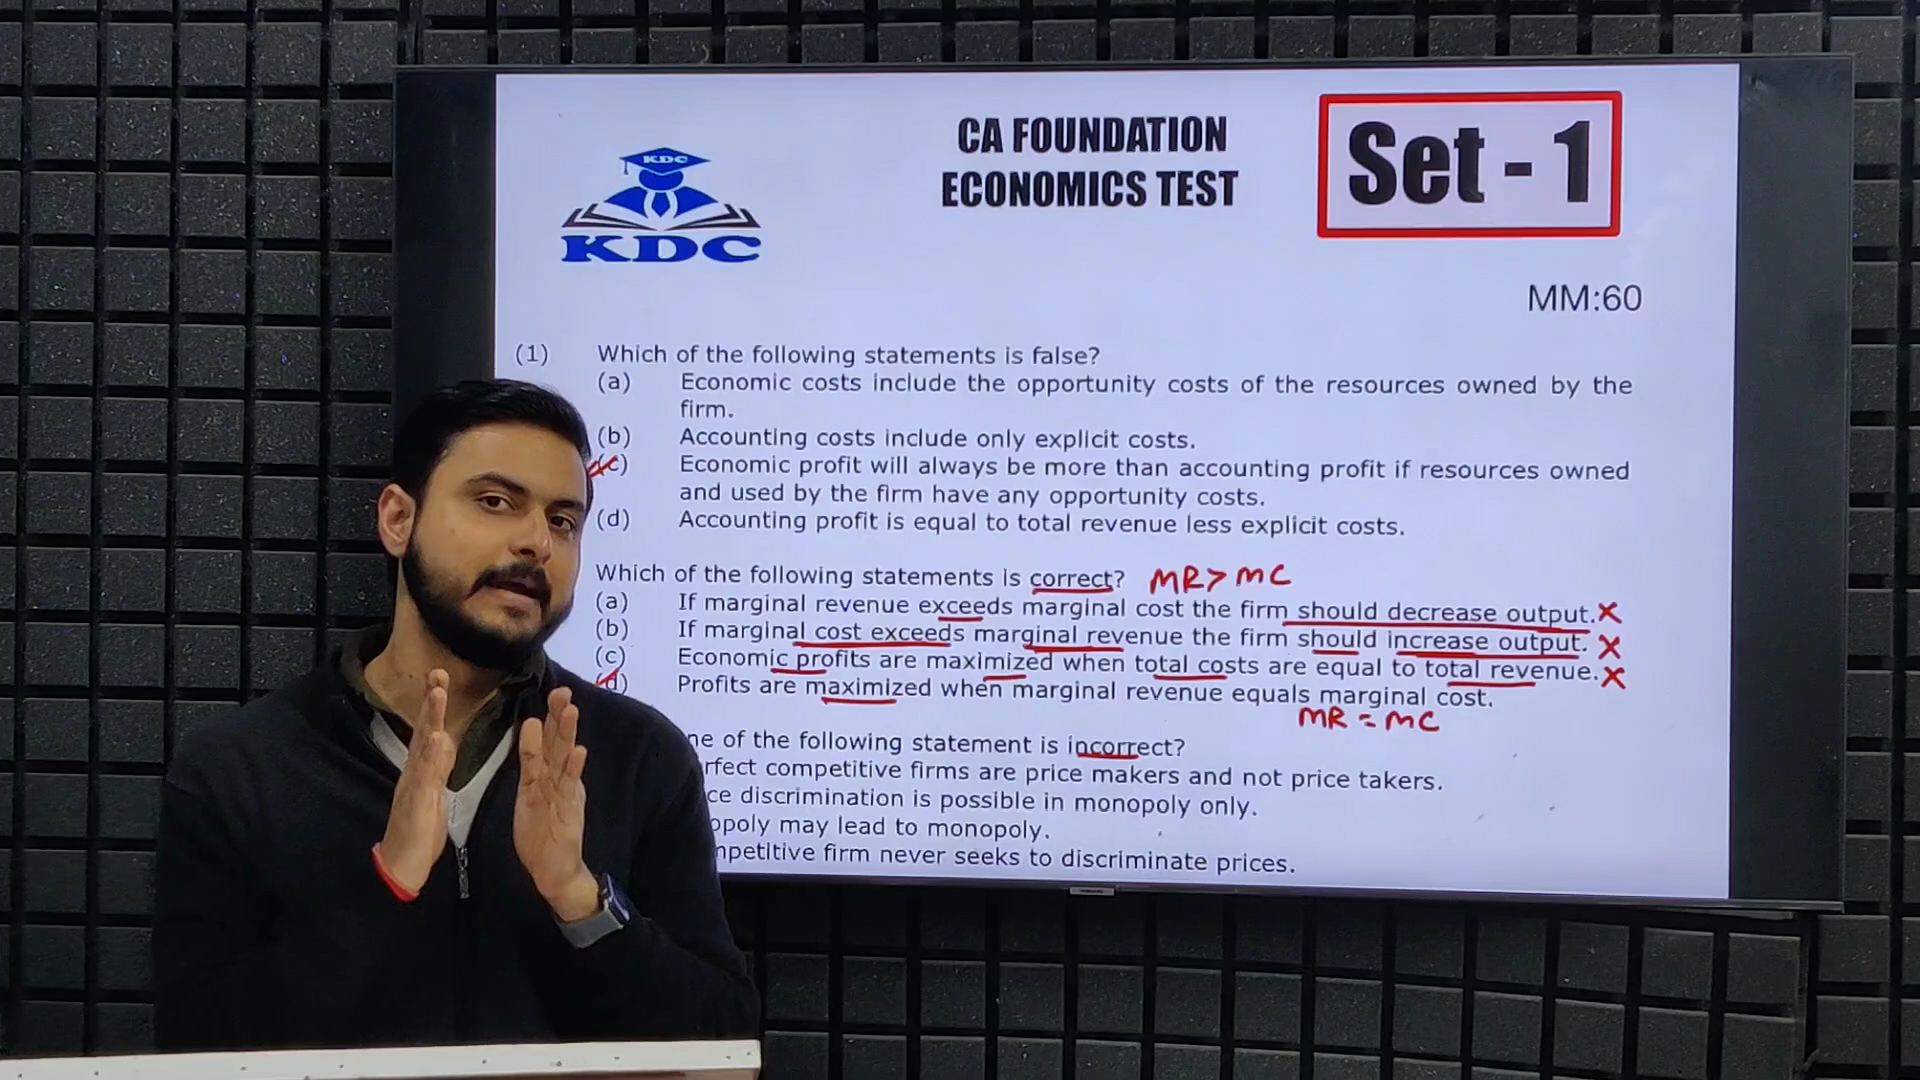 KDC
KDC
CA FOUNDATION
ECONOMICS TEST
Set - 1
MM:60
(1) Which of the following statements is false?
(a) Economic costs include the opportunity costs of the resources owned by the
firm.
(b) Accounting costs include only explicit costs.
(c) Economic profit will always be more than accounting profit if resources owned
and used by the firm have any opportunity costs.
(d) Accounting profit is equal to total revenue less explicit costs.
Which of the following statements is correct? MR > MC
(a) If marginal revenue exceeds marginal cost the firm should decrease output. X
(b) If marginal cost exceeds marginal revenue the firm should increase output. X
(c) Economic profits are maximized when total costs are equal to total revenue. X
(d) Profits are maximized when marginal revenue equals marginal cost.
MR = MC
of the following statement is incorrect?
competitive firms are price makers and not price takers.
discrimination is possible in monopoly only.
may lead to monopoly.
firm never seeks to discriminate prices.